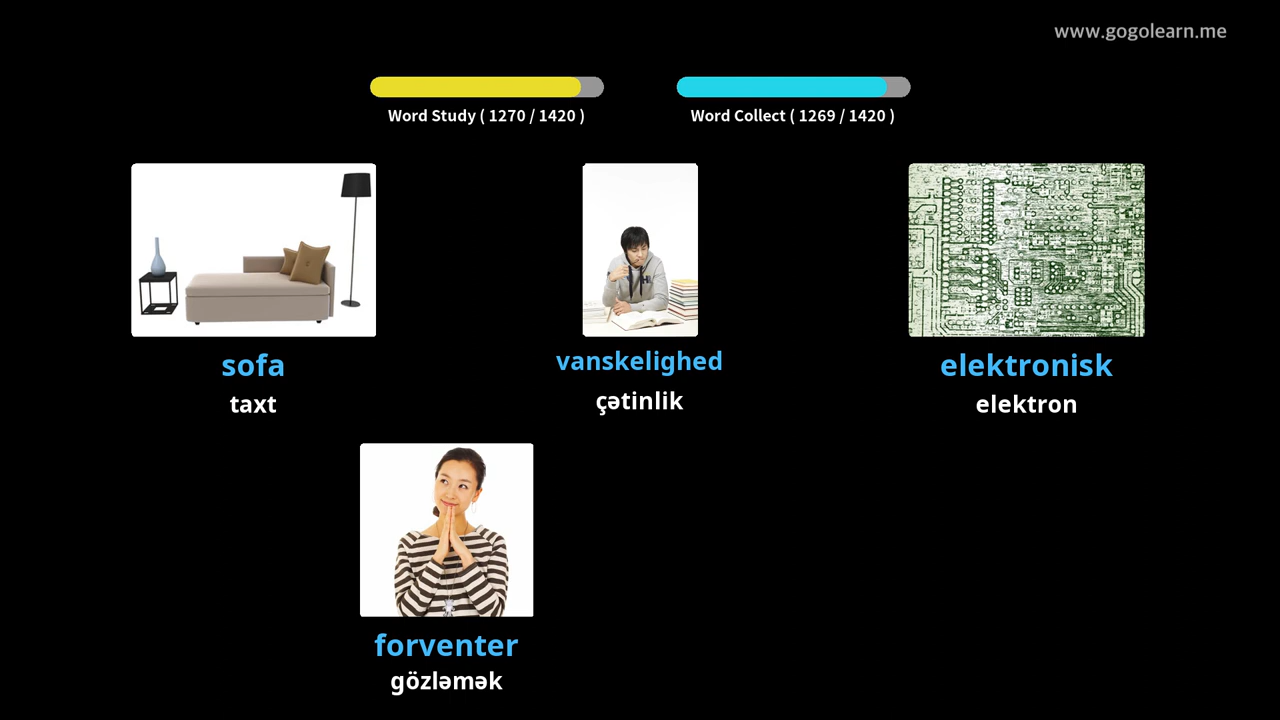 www.gogolearn.me
Word Study ( 1270 / 1420 )
Word Collect ( 1269 / 1420 )
sofa
taxt
vanskelighed
çətinlik
elektronisk
elektron
forventer
gözləmək